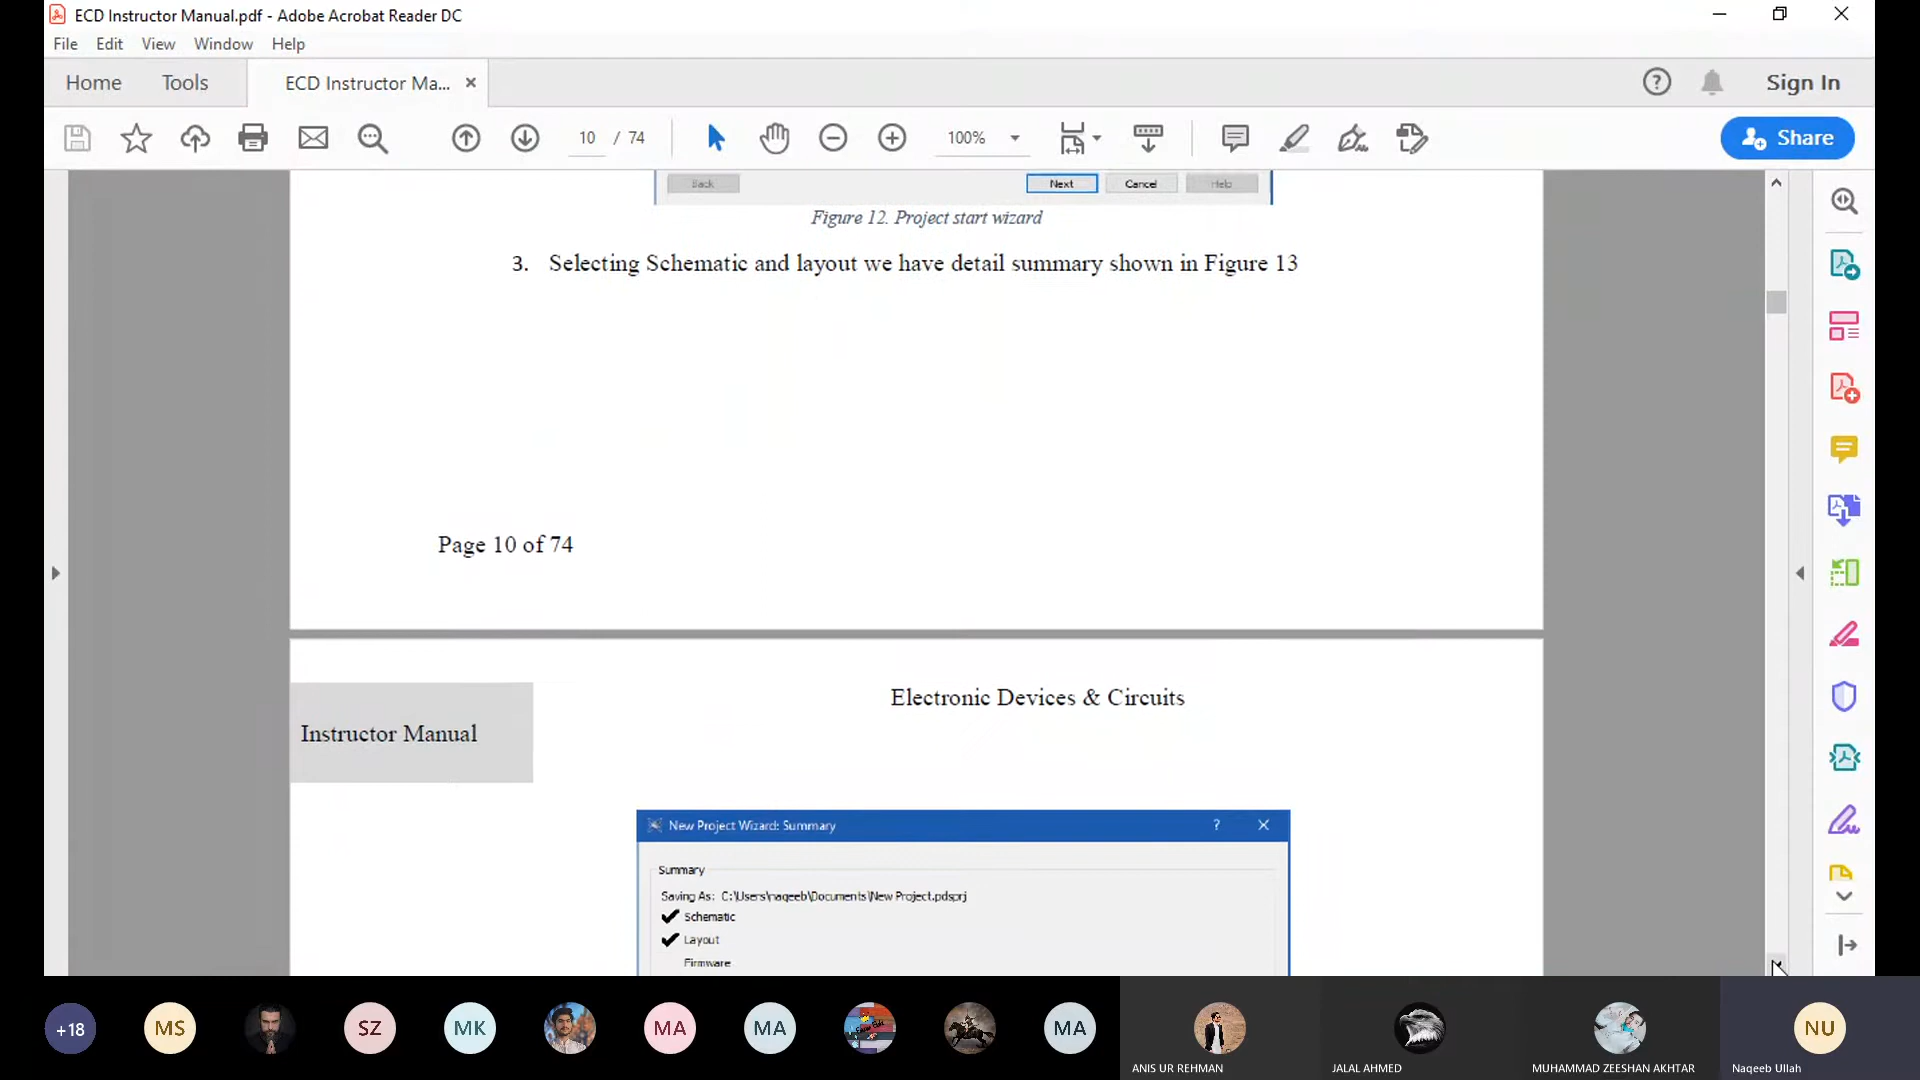 ECD Instructor Manual.pdf - Adobe Acrobat Reader DC
File Edit View Window Help
Home Tools ECD Instructor Ma... Sign In
10 / 74 100% Share
Back Next Cancel Help
Figure 12. Project start wizard
3. Selecting Schematic and layout we have detail summary shown in Figure 13
Page 10 of 74
Electronic Devices & Circuits
Instructor Manual
New Project Wizard: Summary ?
Summary
Saving As: C:\Users\naqeeb\Documents\New Project.pdsprj
Schematic
Layout
Firmware
+18 MS SZ MK MA MA MA NU
ANIS UR REHMAN JALAL AHMED MUHAMMAD ZEESHAN AKHTAR Naqeeb Ullah